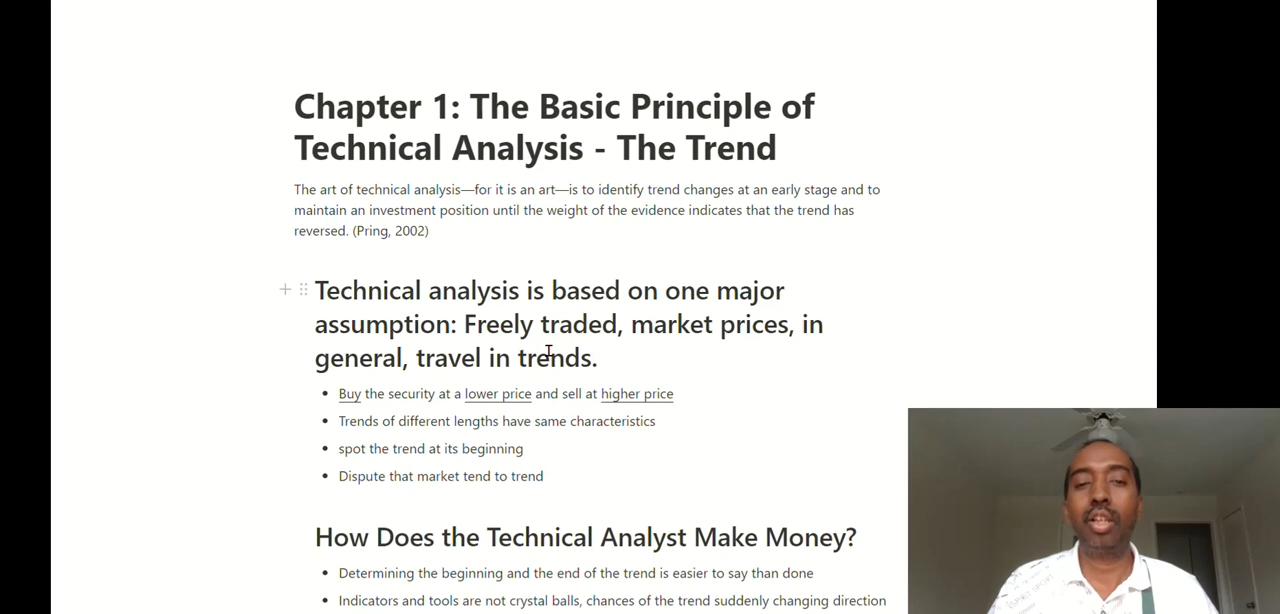 Chapter 1: The Basic Principle of
Technical Analysis - The Trend
The art of technical analysis—for it is an art—is to identify trend changes at an early stage and to
maintain an investment position until the weight of the evidence indicates that the trend has
reversed. (Pring, 2002)
Technical analysis is based on one major
assumption: Freely traded, market prices, in
general, travel in trends.
• Buy the security at a lower price and sell at higher price
• Trends of different lengths have same characteristics
• spot the trend at its beginning
• Dispute that market tend to trend
How Does the Technical Analyst Make Money?
• Determining the beginning and the end of the trend is easier to say than done
• Indicators and tools are not crystal balls, chances of the trend suddenly changing direction